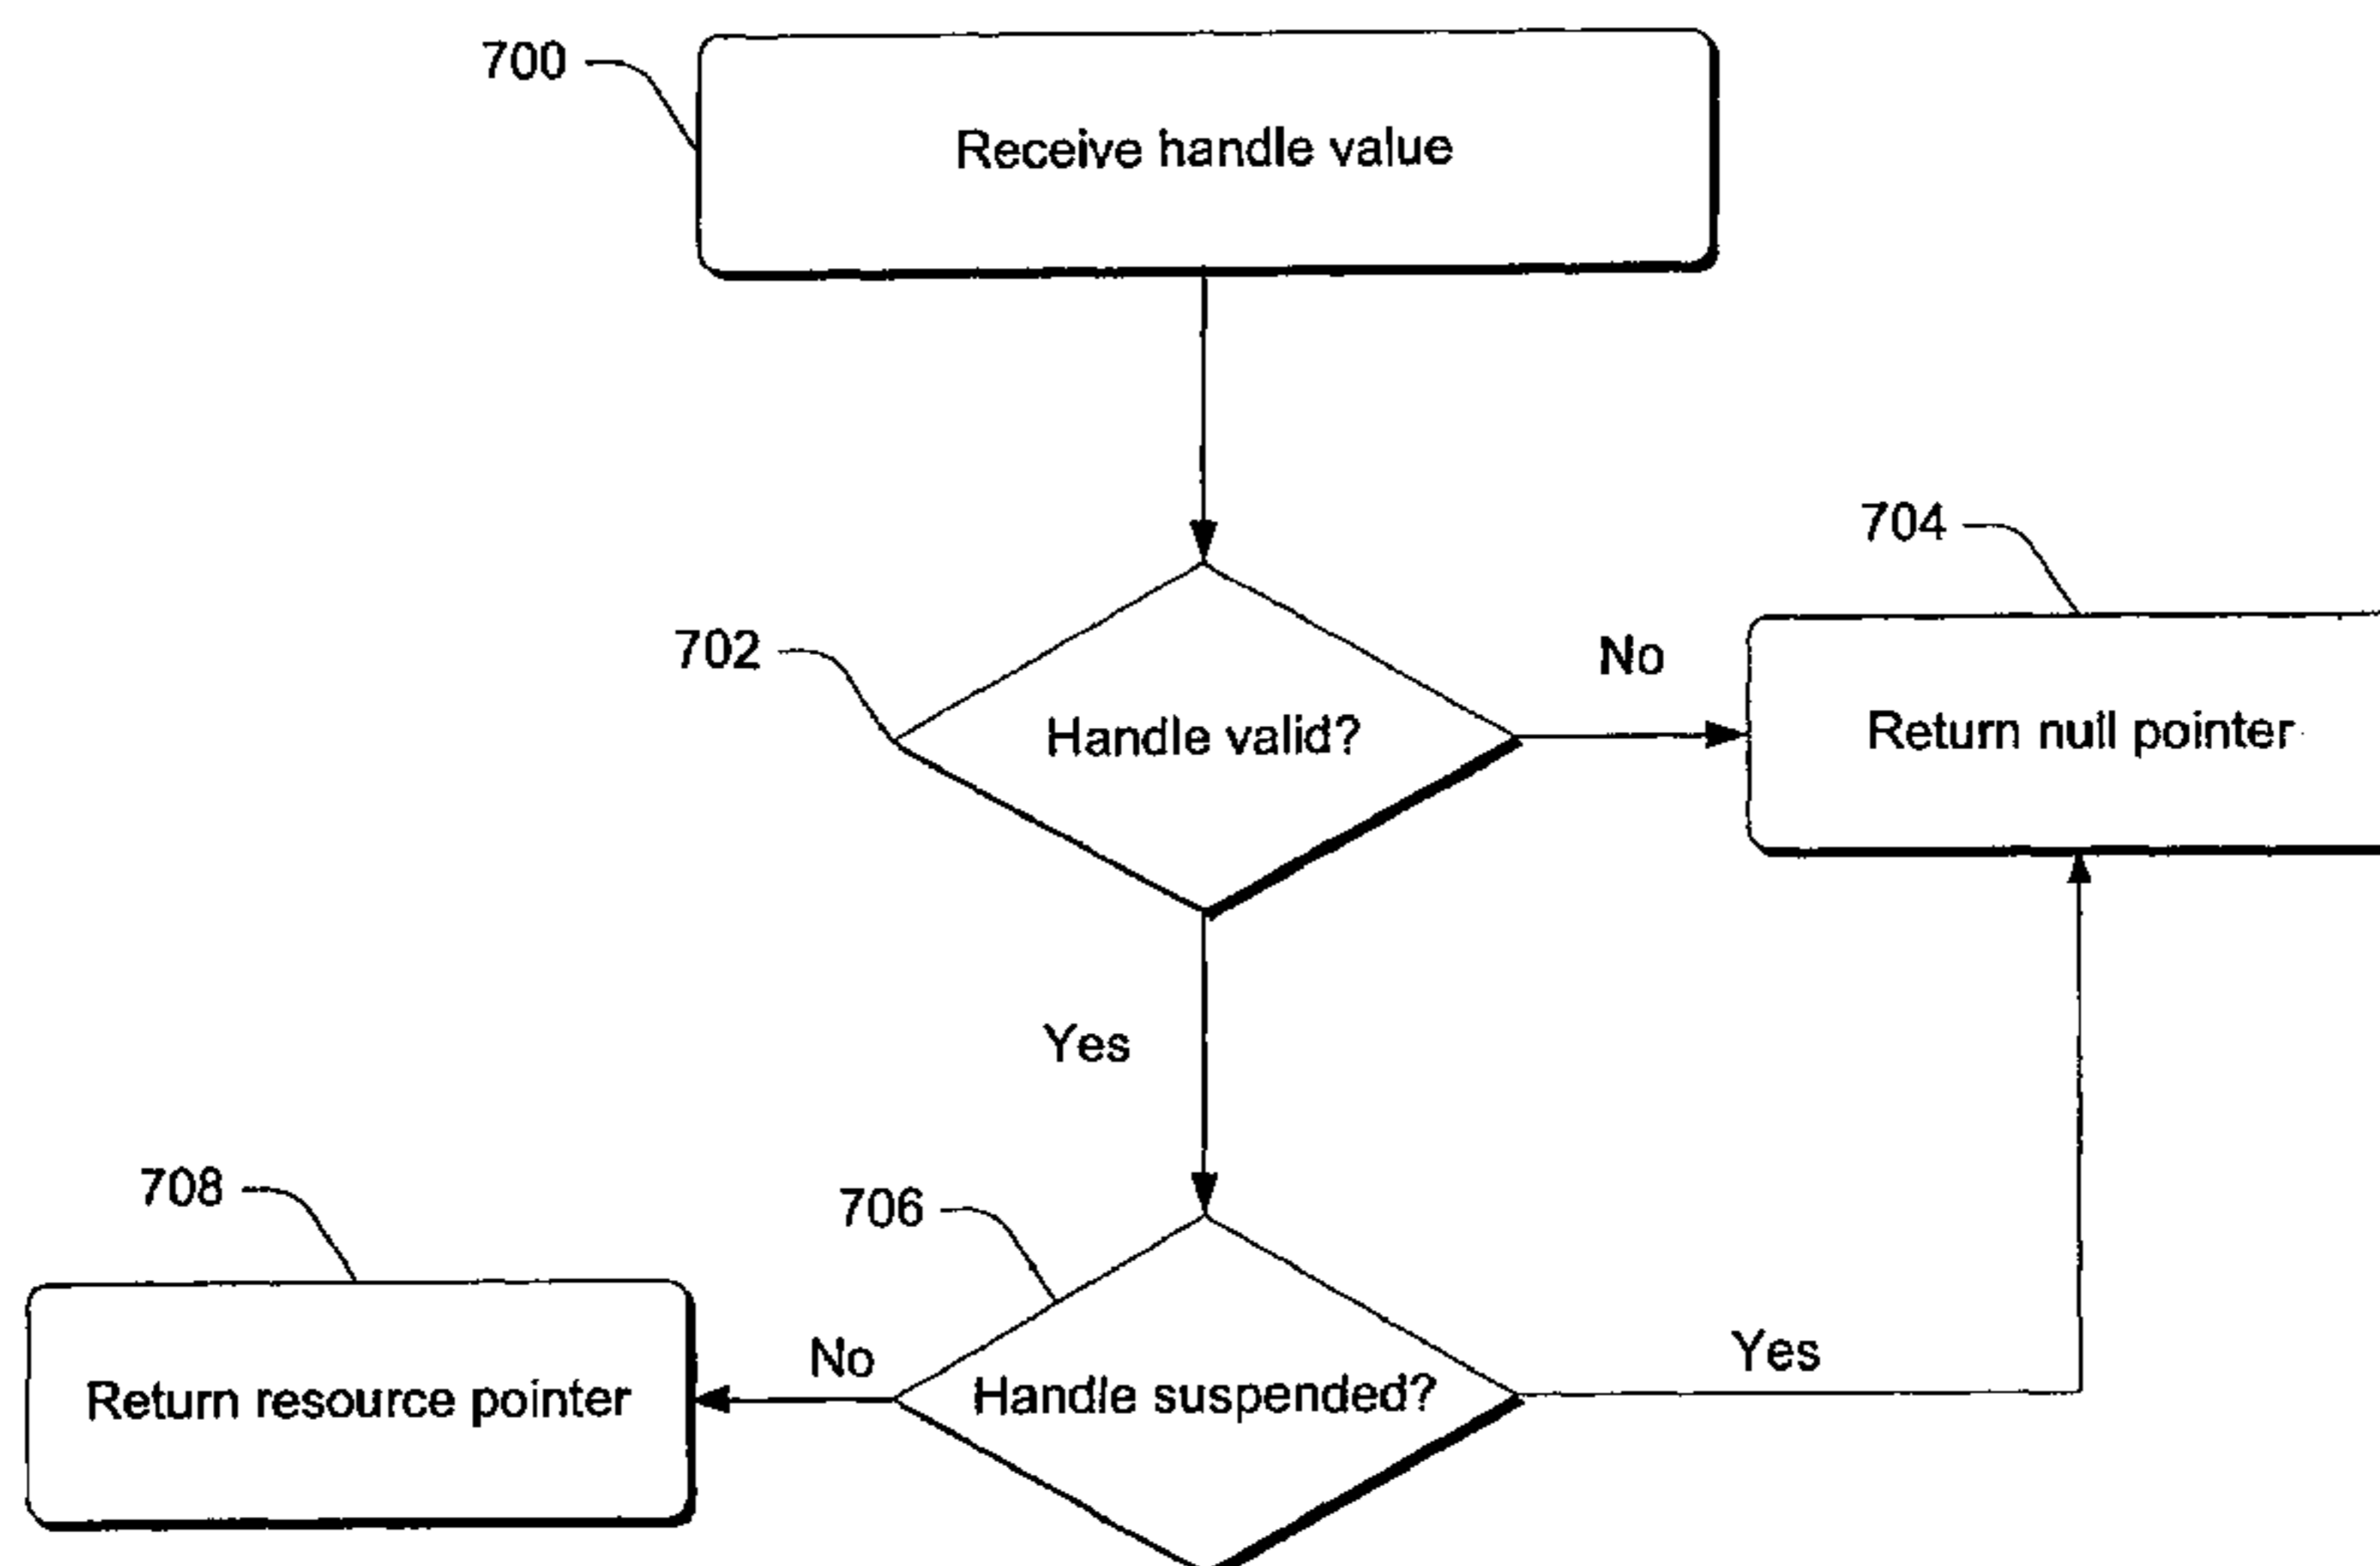 700
Receive handle value
704
702
No
Handle valid?
Return null pointer
Yes
708
706
No
Yes
Return resource pointer
Handle suspended?